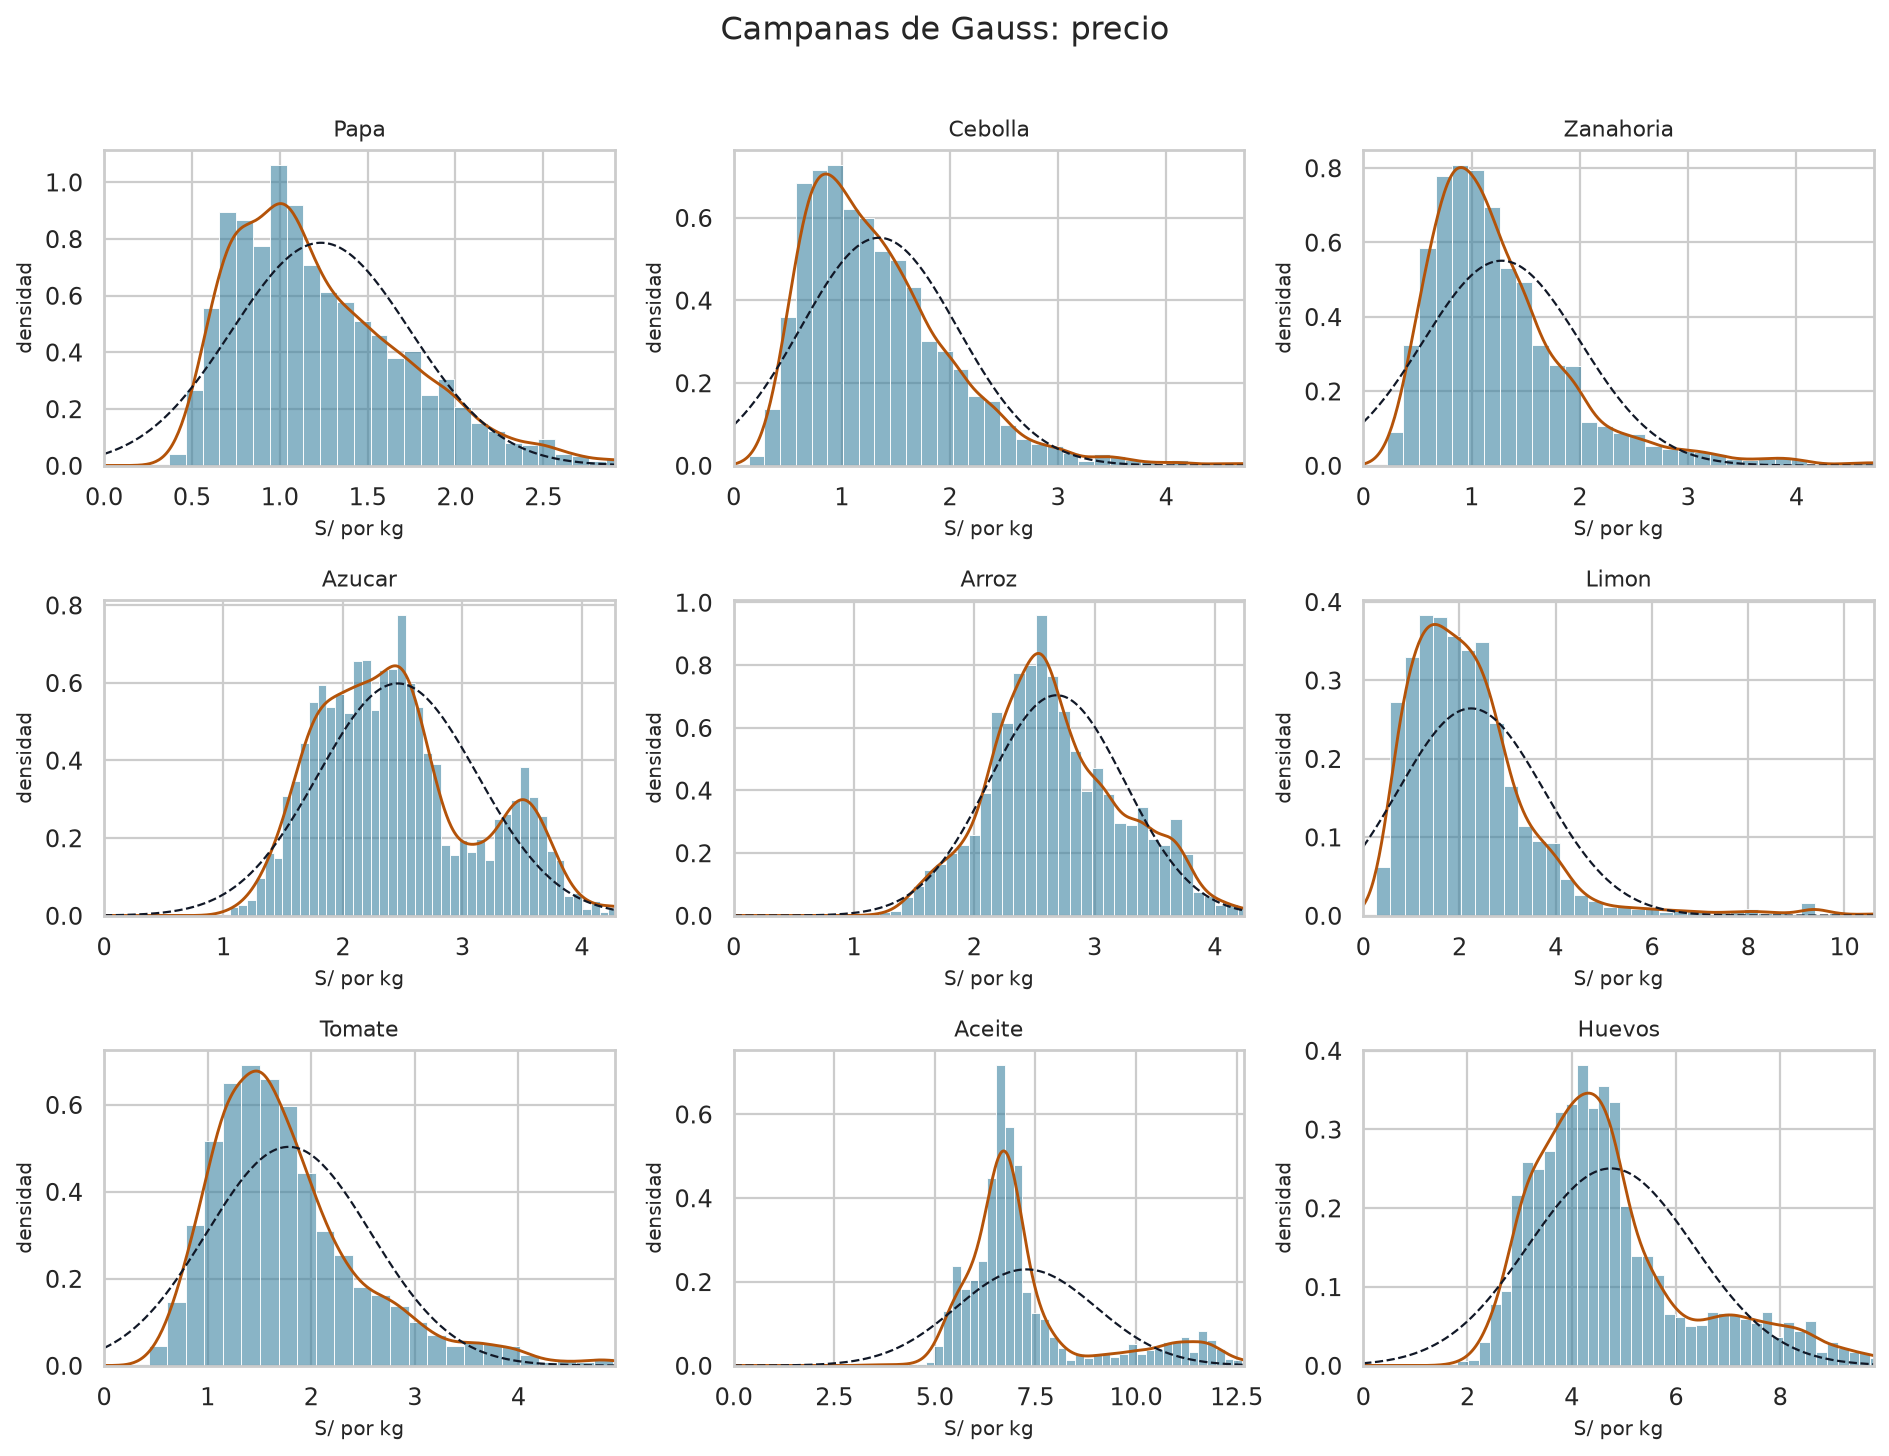 Campanas de Gauss: precio
Papa
Cebolla
Zanahoria
densidad
1.0
0.8
0.6
0.4
0.2
0.0
0.0 0.5 1.0 1.5 2.0 2.5
S/ por kg
densidad
0.6
0.4
0.2
0.0
0 1 2 3 4
S/ por kg
densidad
0.8
0.6
0.4
0.2
0.0
0 1 2 3 4
S/ por kg
Azucar
Arroz
Limon
densidad
0.8
0.6
0.4
0.2
0.0
0 1 2 3 4
S/ por kg
densidad
1.0
0.8
0.6
0.4
0.2
0.0
0 1 2 3 4
S/ por kg
densidad
0.4
0.3
0.2
0.1
0.0
0 2 4 6 8 10
S/ por kg
Tomate
Aceite
Huevos
densidad
0.6
0.4
0.2
0.0
0 1 2 3 4
S/ por kg
densidad
0.6
0.4
0.2
0.0
0.0 2.5 5.0 7.5 10.0 12.5
S/ por kg
densidad
0.4
0.3
0.2
0.1
0.0
0 2 4 6 8
S/ por kg